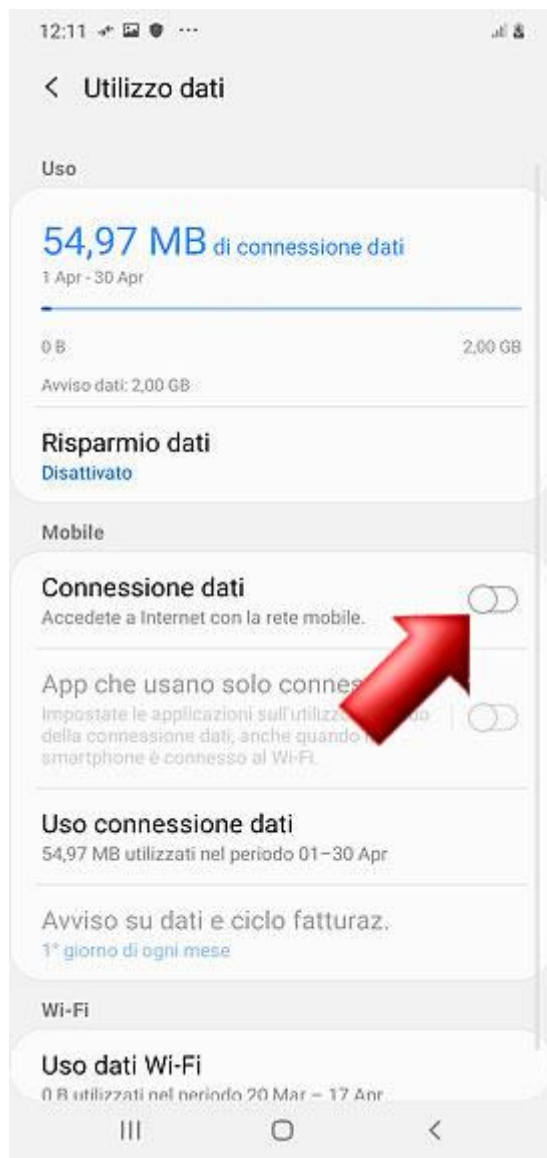 12:11
Utilizzo dati
Uso
54,97 MB di connessione dati
1 Apr - 30 Apr
0 B 2,00 GB
Avviso dati: 2,00 GB
Risparmio dati
Disattivato
Mobile
Connessione dati
Accedete a Internet con la rete mobile.
App che usano solo
Impostate le applicazioni
della connessione dati, anche quando
smartphone è connesso al Wi-Fi.
Uso connessione dati
54,97 MB utilizzati nel periodo 01–30 Apr
Avviso su dati e ciclo fatturaz.
1° giorno di ogni mese
Wi-Fi
Uso dati Wi-Fi
0 B utilizzati nel periodo 20 Mar – 17 Apr